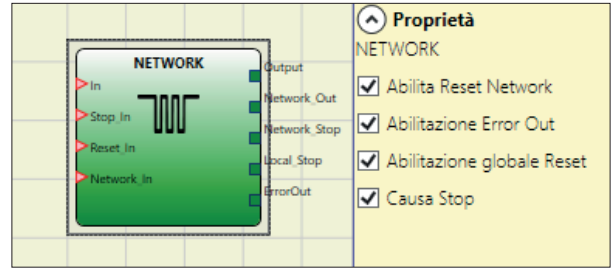 NETWORK
In
Stop_In
Reset_In
Network_In
Output
Network_Out
Network_Stop
Local_Stop
ErrorOut
Proprietà
NETWORK
Abilita Reset Network
Abilitazione Error Out
Abilitazione globale Reset
Causa Stop